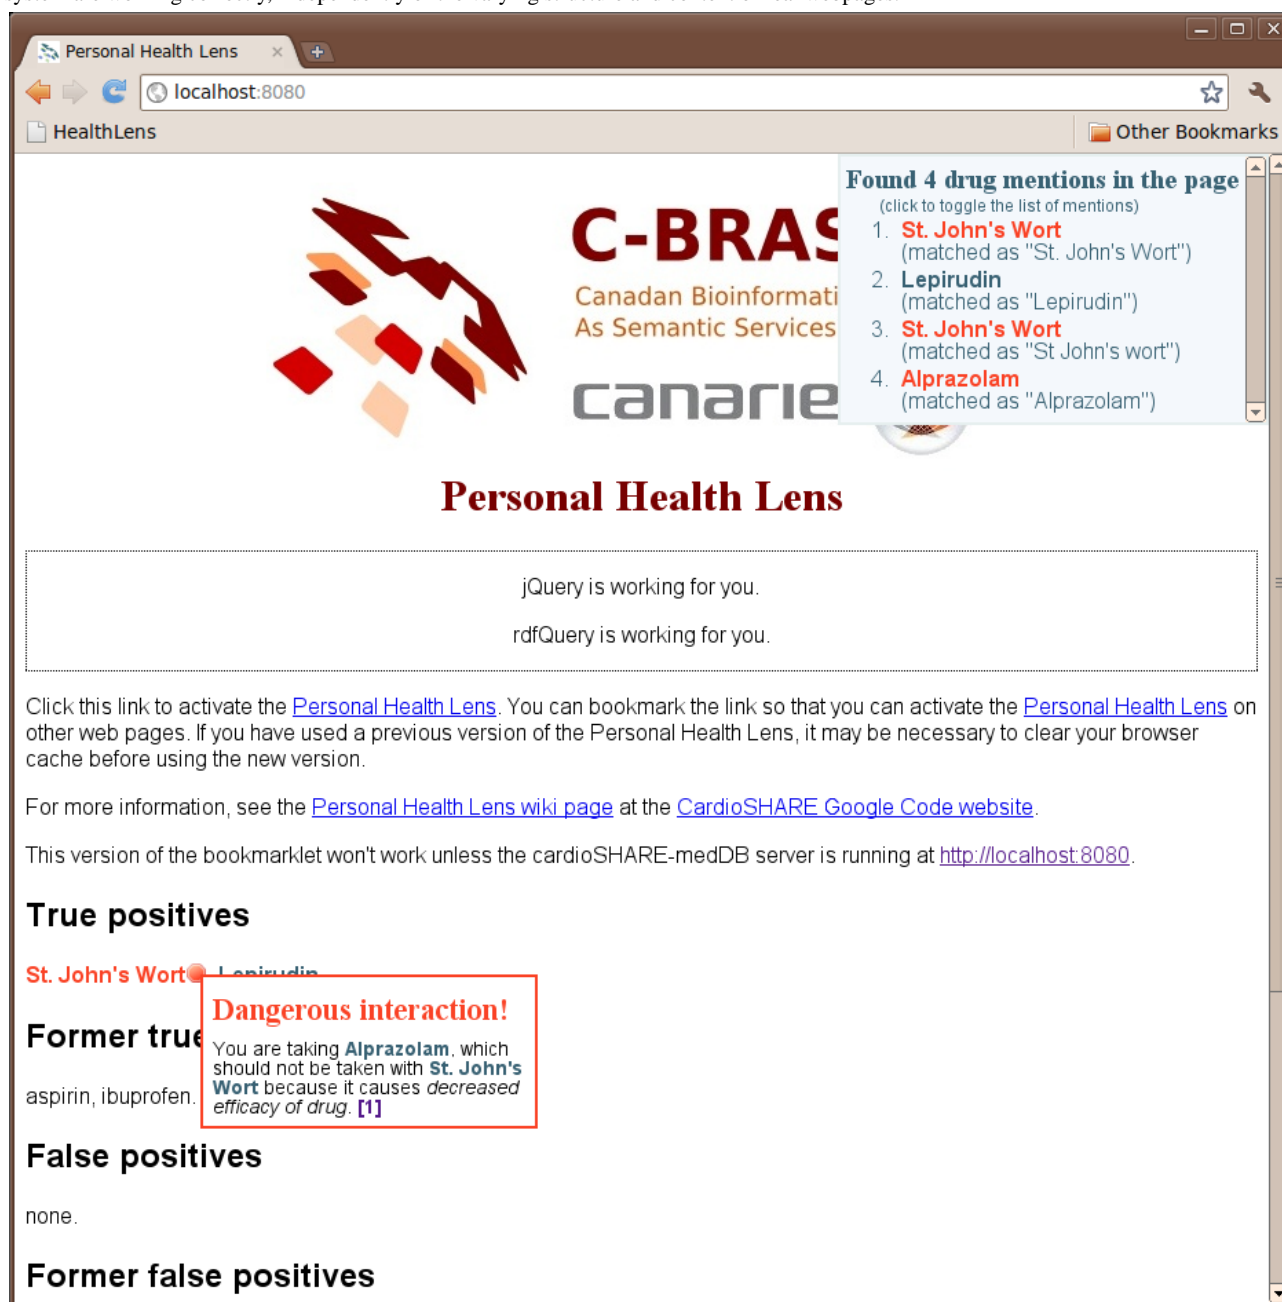 Personal Health Lens
localhost:8080
HealthLens
Other Bookmarks
Found 4 drug mentions in the page
(click to toggle the list of mentions)
1. St. John's Wort
(matched as "St. John's Wort")
2. Lepirudin
(matched as "Lepirudin")
3. St. John's Wort
(matched as "St John's wort")
4. Alprazolam
(matched as "Alprazolam")
C-BRAS
Canadan Bioinformati
As Semantic Services
canarie
Personal Health Lens
jQuery is working for you.
rdfQuery is working for you.
Click this link to activate the Personal Health Lens. You can bookmark the link so that you can activate the Personal Health Lens on
other web pages. If you have used a previous version of the Personal Health Lens, it may be necessary to clear your browser
cache before using the new version.
For more information, see the Personal Health Lens wiki page at the CardioSHARE Google Code website.
This version of the bookmarklet won't work unless the cardioSHARE-medDB server is running at http://localhost:8080.
True positives
St. John's Wort Lepirudin
Dangerous interaction!
You are taking Alprazolam, which
should not be taken with St. John's
Wort because it causes decreased
efficacy of drug. [1]
Former true
aspirin, ibuprofen.
False positives
none.
Former false positives